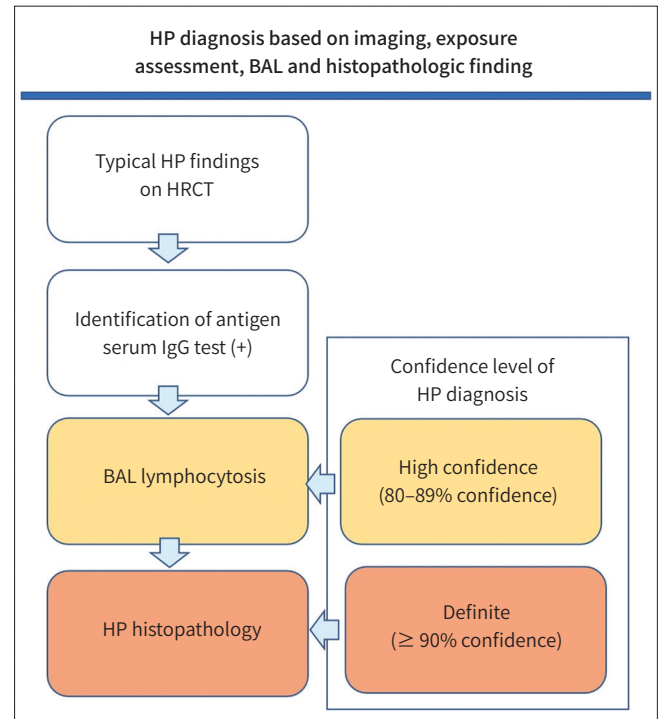 HP diagnosis based on imaging, exposure
assessment, BAL and histopathologic finding
Typical HP findings
on HRCT
Identification of antigen
serum IgG test (+)
Confidence level of
HP diagnosis
BAL lymphocytosis
High confidence
(80–89% confidence)
HP histopathology
Definite
(≥ 90% confidence)